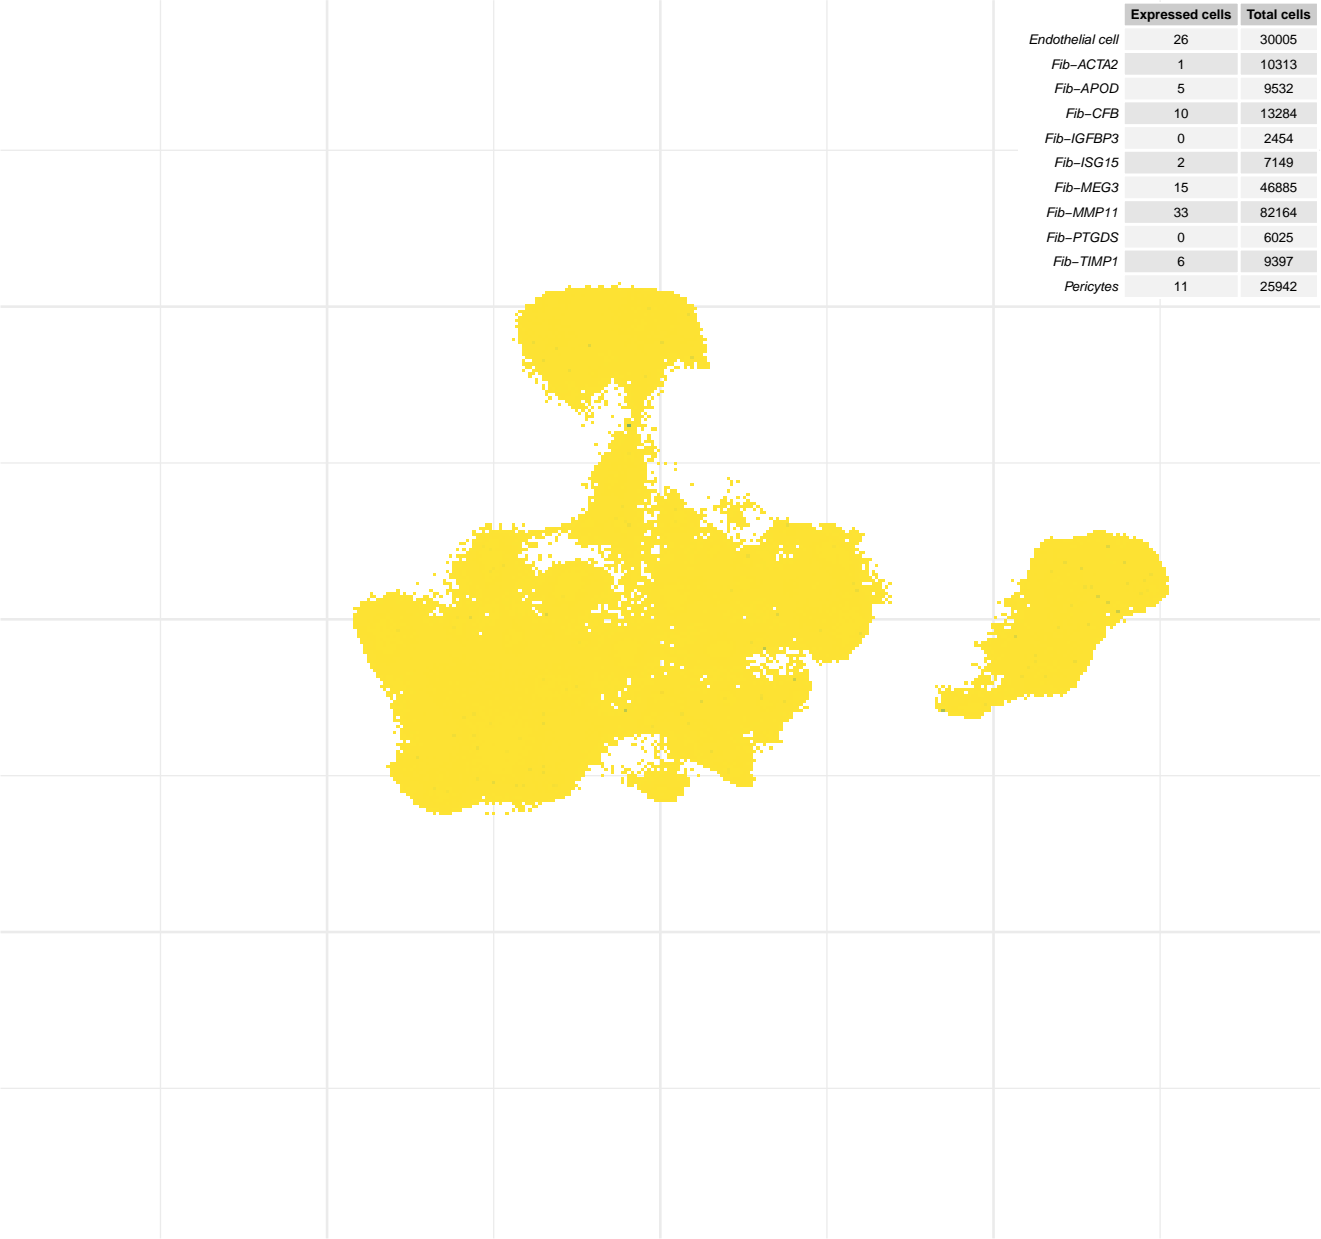 Expressed cells Total cells
Endothelial cell 26 30005
Fib−ACTA2 1 10313
Fib−APOD 5 9532
Fib−CFB 10 13284
Fib−IGFBP3 0 2454
Fib−ISG15 2 7149
Fib−MEG3 15 46885
Fib−MMP11 33 82164
Fib−PTGDS 0 6025
Fib−TIMP1 6 9397
Pericytes 11 25942